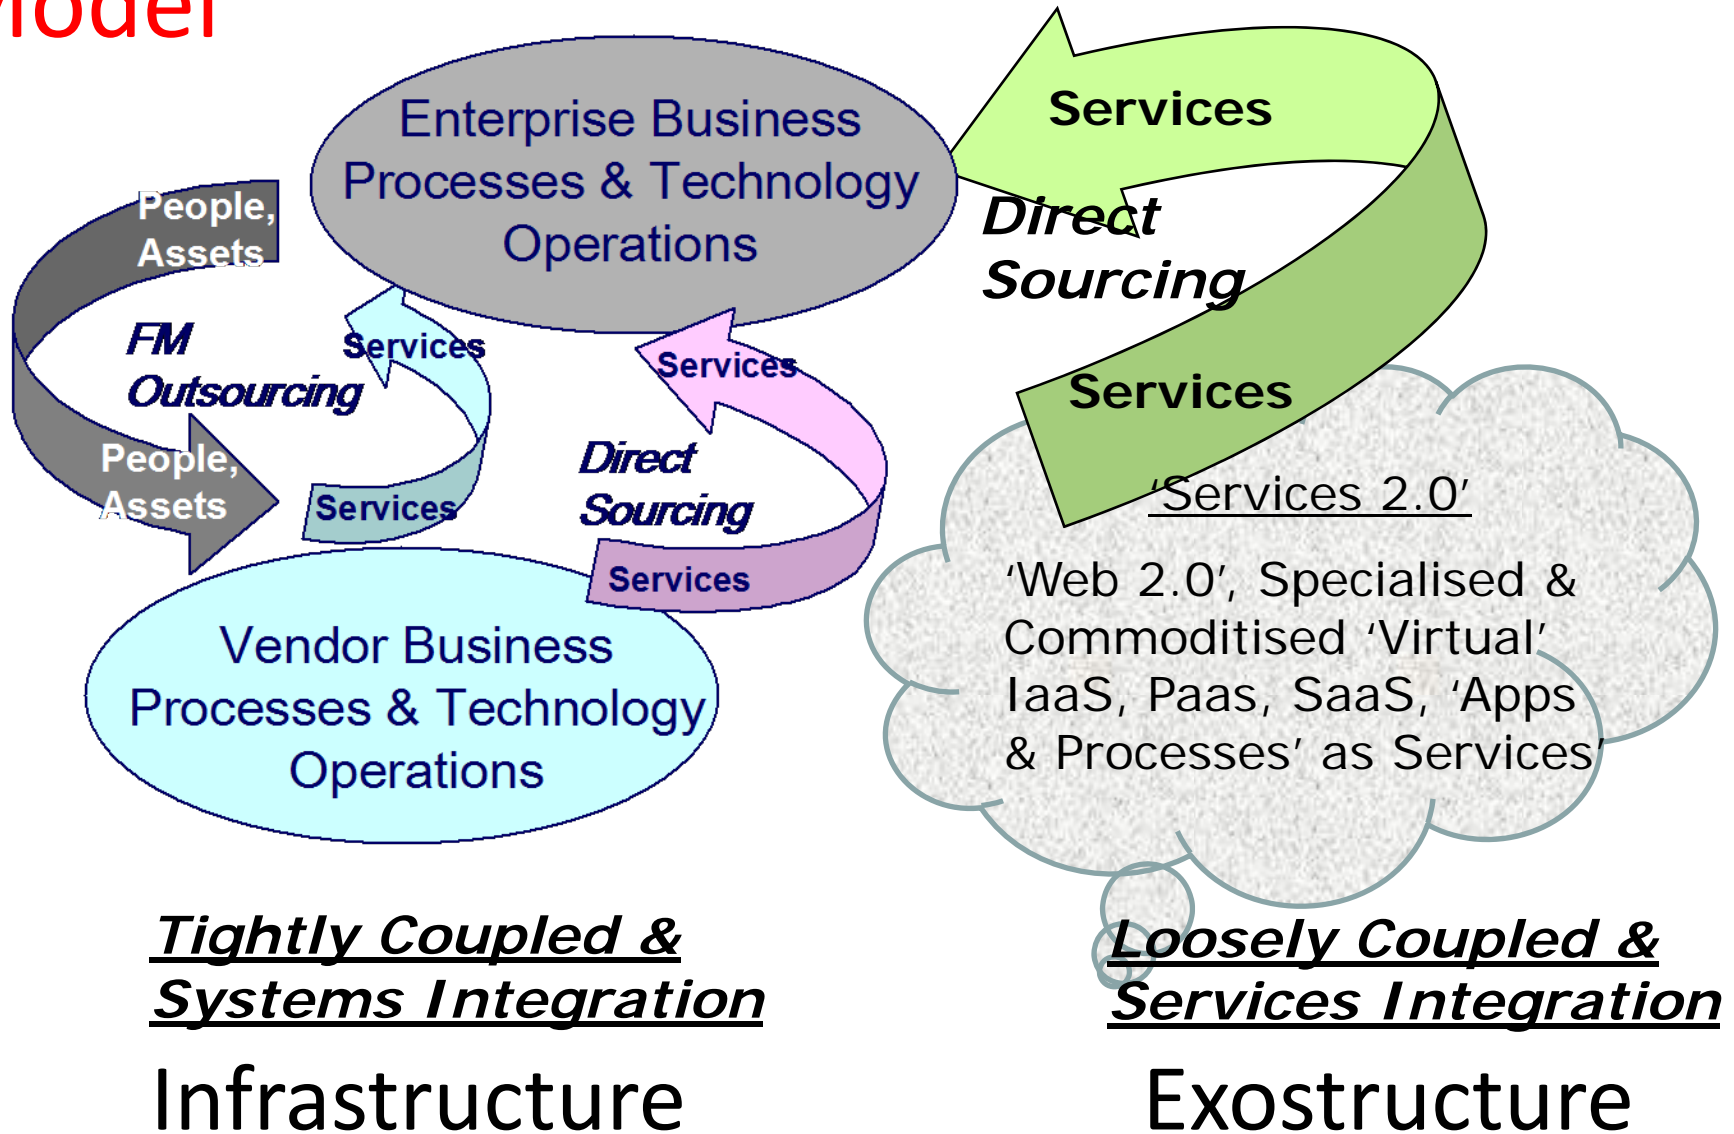 Model
Enterprise Business
Processes & Technology
Operations
Services
Direct
Sourcing
Services
People,
Assets
FM
Outsourcing
People,
Assets
Services
Services
Services
Direct
Sourcing
Services
Vendor Business
Processes & Technology
Operations
‘Services 2.0’
‘Web 2.0’, Specialised &
Commoditised ‘Virtual’
IaaS, Paas, SaaS, ‘Apps
& Processes’ as Services’
Tightly Coupled &
Systems Integration
Infrastructure
Loosely Coupled &
Services Integration
Exostructure